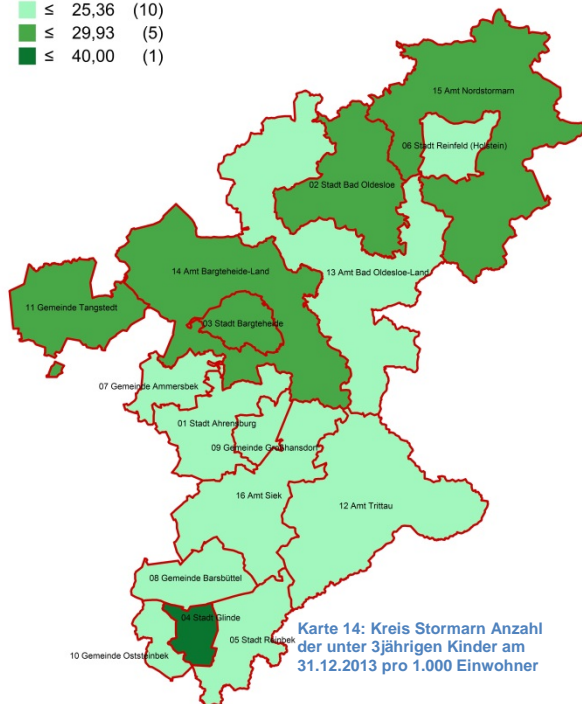 ≤ 25,36 (10)
≤ 29,93 (5)
≤ 40,00 (1)
15 Amt Nordstormarn
06 Stadt Reinfeld (Holstein)
02 Stadt Bad Oldesloe
14 Amt Bargteheide-Land
13 Amt Bad Oldesloe-Land
11 Gemeinde Tangstedt
03 Stadt Bargteheide
07 Gemeinde Ammersbek
01 Stadt Ahrensburg
09 Gemeinde Großhansdorf
16 Amt Siek
12 Amt Trittau
08 Gemeinde Barsbüttel
04 Stadt Glinde
05 Stadt Reinbek
10 Gemeinde Oststeinbek
Karte 14: Kreis Stormarn Anzahl
der unter 3jährigen Kinder am
31.12.2013 pro 1.000 Einwohner